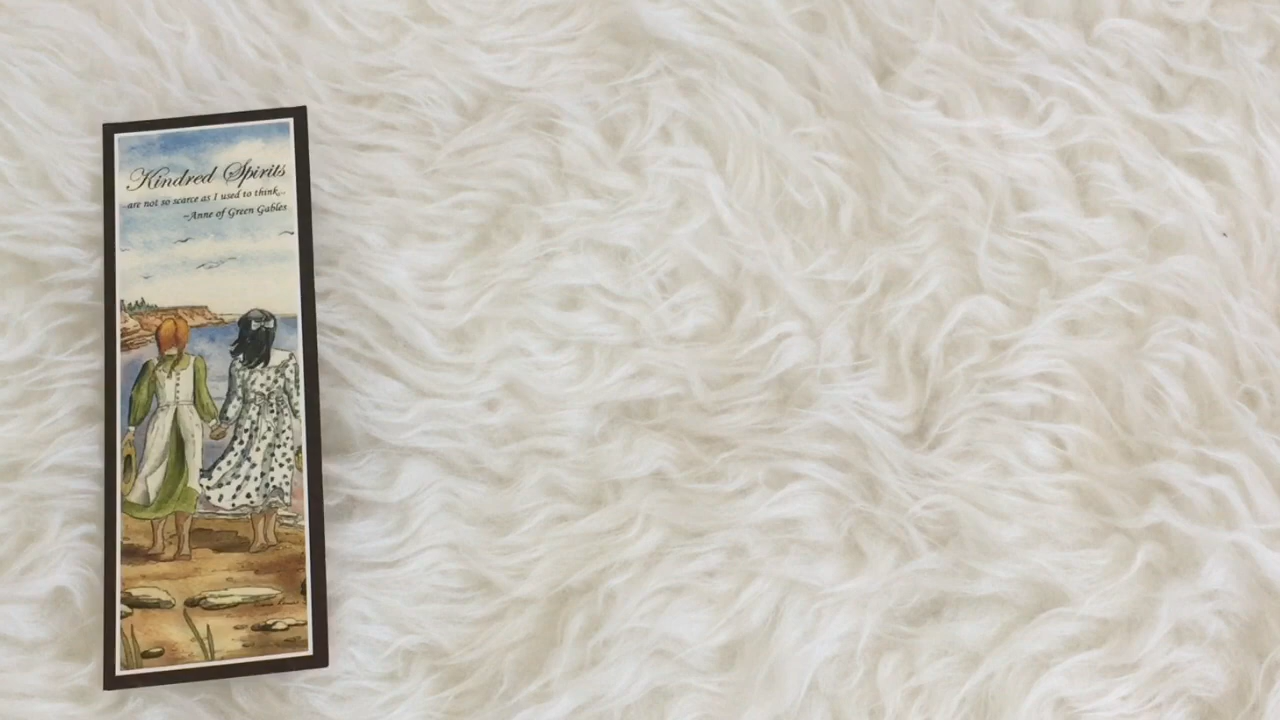 Kindred Spirits
are not so scarce as I used to think...
~Anne of Green Gables